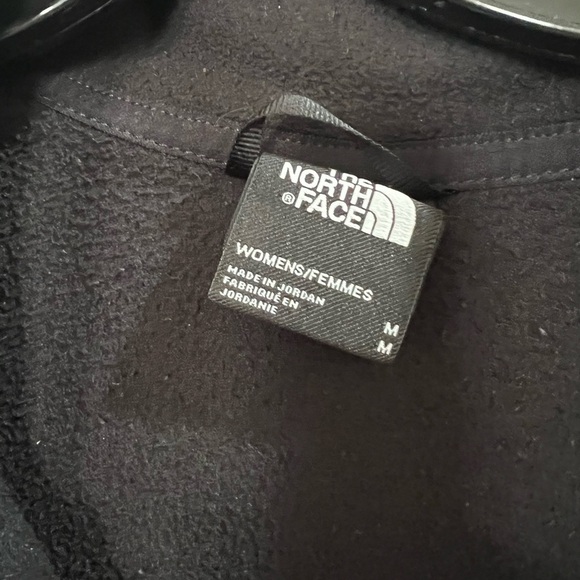 THE
NORTH
FACE
®
WOMENS/FEMMES
MADE IN JORDAN
FABRIQUÉ EN
JORDANIE
M
M